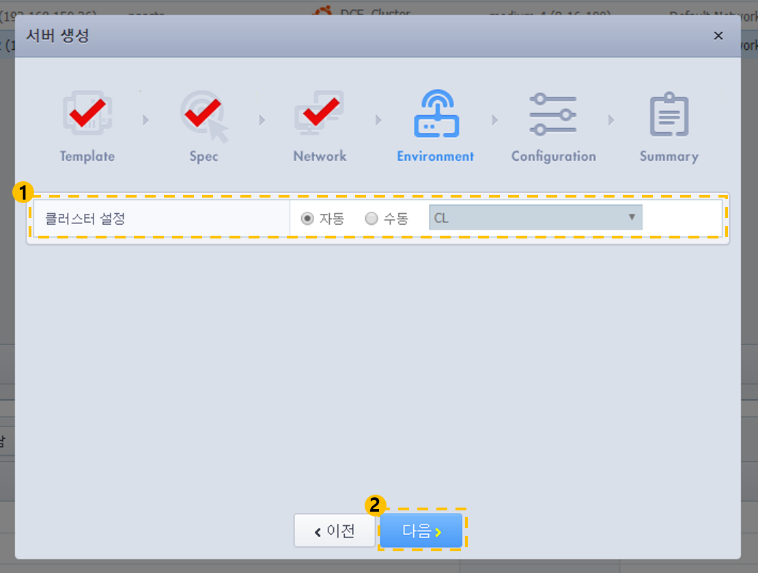 DCE_Cluster
서버 생성
×
Template
Spec
Network
Environment
Configuration
Summary
1
클러스터 설정
자동
수동
CL
2
이전
다음